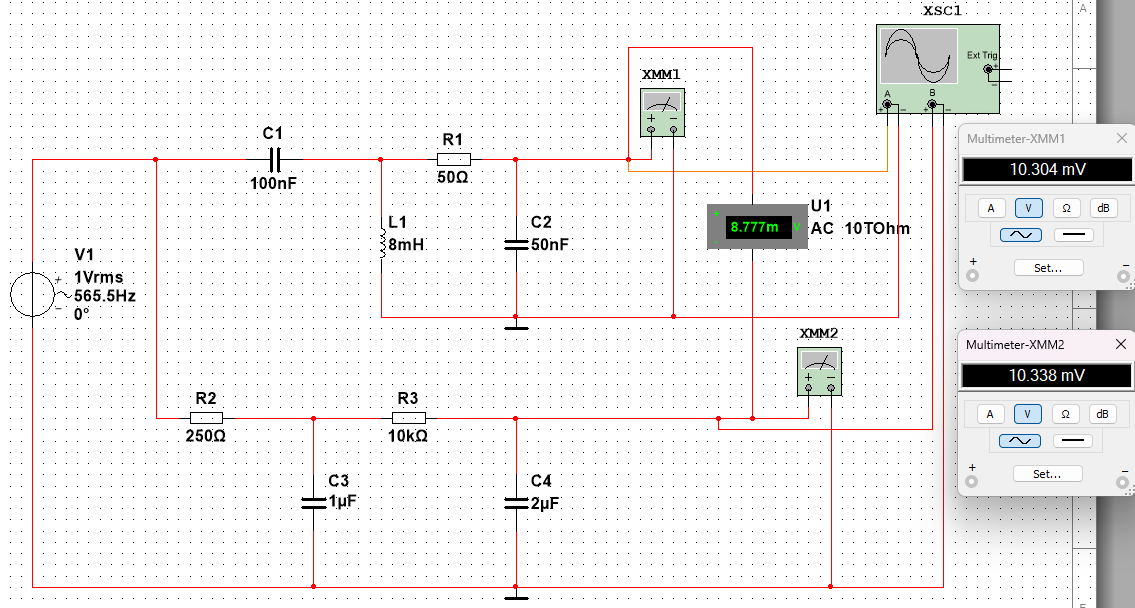 XSC1
A
Ext Trig
+
-
A
B
+
-
+
-
XMM1
+
-
C1
100nF
R1
50Ω
L1
8mH
C2
50nF
U1
8.777m
V
AC 10TOhm
V1
1Vrms
565.5Hz
0°
+
-
Multimeter-XMM1
10.304 mV
A
V
Ω
dB
Set...
+
-
XMM2
+
-
Multimeter-XMM2
10.338 mV
A
V
Ω
dB
Set...
+
-
R2
250Ω
R3
10kΩ
C3
1µF
C4
2µF